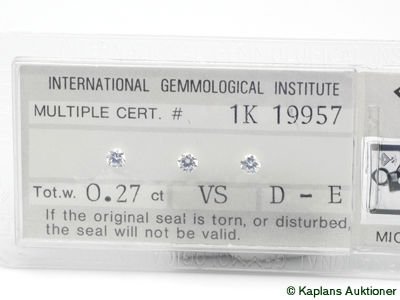 INTERNATIONAL GEMMOLOGICAL INSTITUTE
MULTIPLE CERT. # 1K 19957
Tot.w. 0.27 ct VS D - E
If the original seal is torn, or disturbed,
the seal will not be valid.
MIC
© Kaplans Auktioner